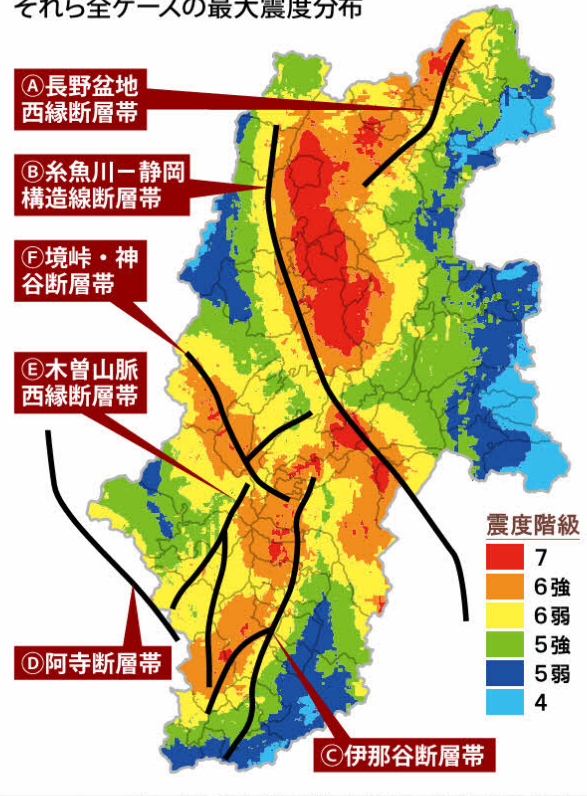 それら全ケースの最大震度分布
Ⓐ長野盆地
西縁断層帯
Ⓑ糸魚川－静岡
構造線断層帯
Ⓕ境峠・神
谷断層帯
Ⓔ木曽山脈
西縁断層帯
震度階級
7
6強
6弱
5強
5弱
4
Ⓓ阿寺断層帯
Ⓒ伊那谷断層帯